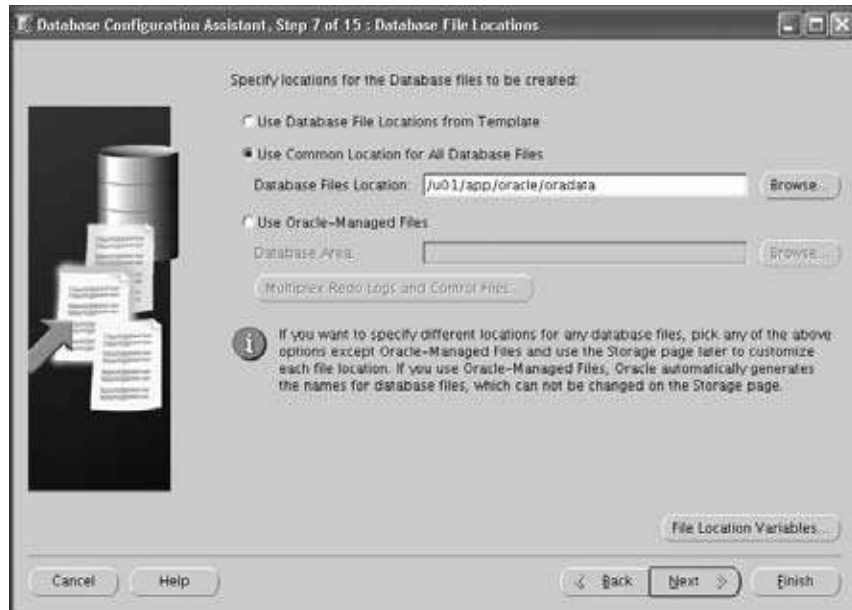 Database Configuration Assistant, Step 7 of 15 : Database File Locations
Specify locations for the Database files to be created:
Use Database File Locations from Template
Use Common Location for All Database Files
Database Files Location: /u01/app/oracle/oradata Browse...
Use Oracle-Managed Files
Database Area: Browse...
Multiplex Redo Logs and Control Files...
If you want to specify different locations for any database files, pick any of the above
options except Oracle-Managed Files and use the Storage page later to customize
each file location. If you use Oracle-Managed Files, Oracle automatically generates
the names for database files, which can not be changed on the Storage page.
File Location Variables...
Cancel Help Back Next Finish